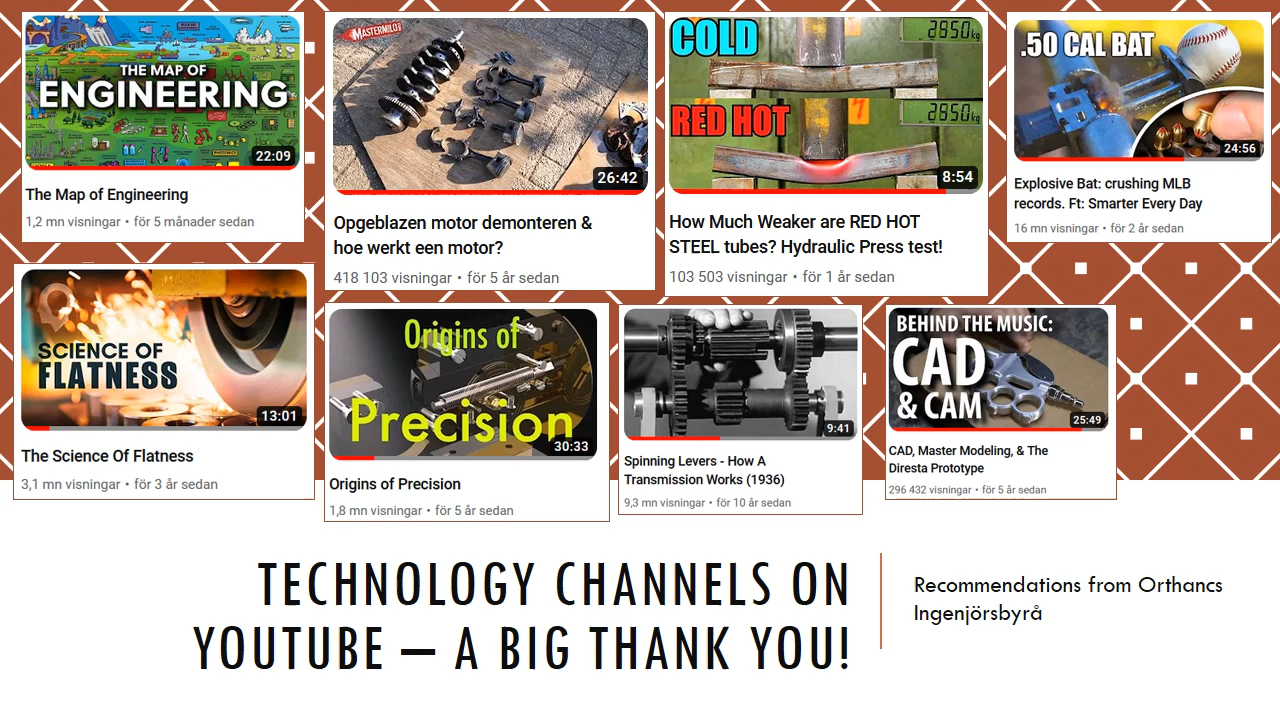 THE MAP OF
ENGINEERING
22:09
The Map of Engineering
1,2 mn visningar • för 5 månader sedan
MASTERMILO
26:42
Opgeblazen motor demonteren &
hoe werkt een motor?
418 103 visningar • för 5 år sedan
COLD
2850kg
RED HOT
2850kg
8:54
How Much Weaker are RED HOT
STEEL tubes? Hydraulic Press test!
103 503 visningar • för 1 år sedan
.50 CAL BAT
24:56
Explosive Bat: crushing MLB
records. Ft: Smarter Every Day
16 mn visningar • för 2 år sedan
SCIENCE OF
FLATNESS
13:01
The Science Of Flatness
3,1 mn visningar • för 3 år sedan
Origins of
Precision
30:33
Origins of Precision
1,8 mn visningar • för 5 år sedan
9:41
Spinning Levers - How A
Transmission Works (1936)
9,3 mn visningar • för 10 år sedan
BEHIND THE MUSIC:
CAD
& CAM
25:49
CAD, Master Modeling, & The
Diresta Prototype
296 432 visningar • för 5 år sedan
TECHNOLOGY CHANNELS ON
YOUTUBE – A BIG THANK YOU!
Recommendations from Orthancs
Ingenjörsbyrå